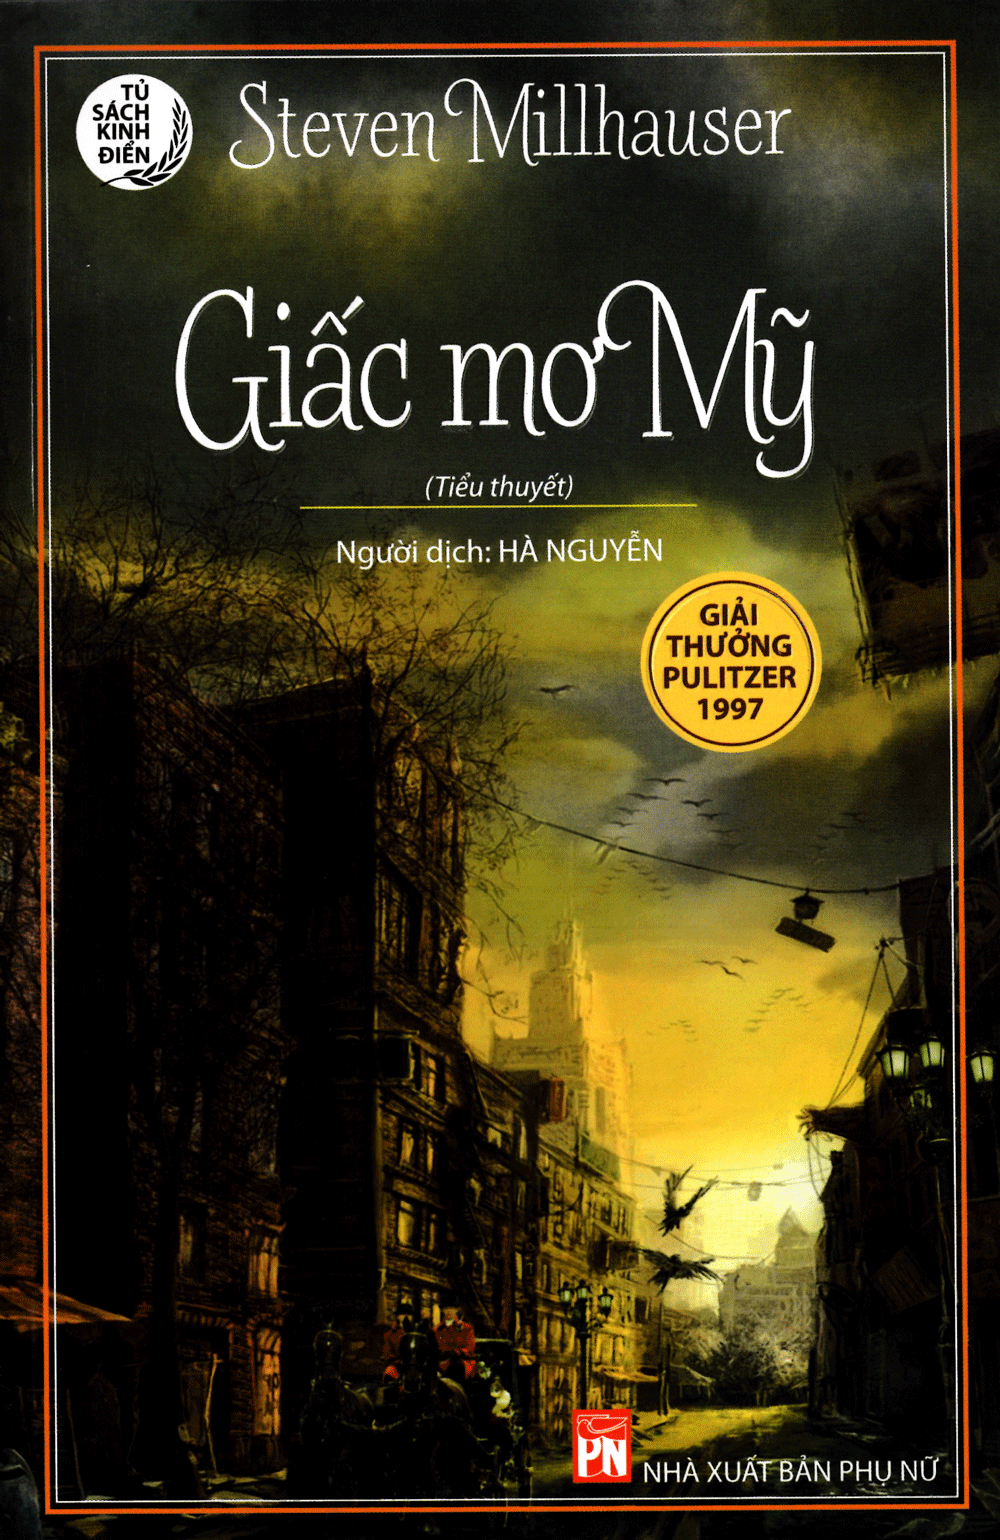 TỦ
SÁCH
KINH
ĐIỂN
Steven Millhauser
Giấc mơ Mỹ
(Tiểu thuyết)
Người dịch: HÀ NGUYỄN
GIẢI
THƯỞNG
PULITZER
1997
PN
NHÀ XUẤT BẢN PHỤ NỮ